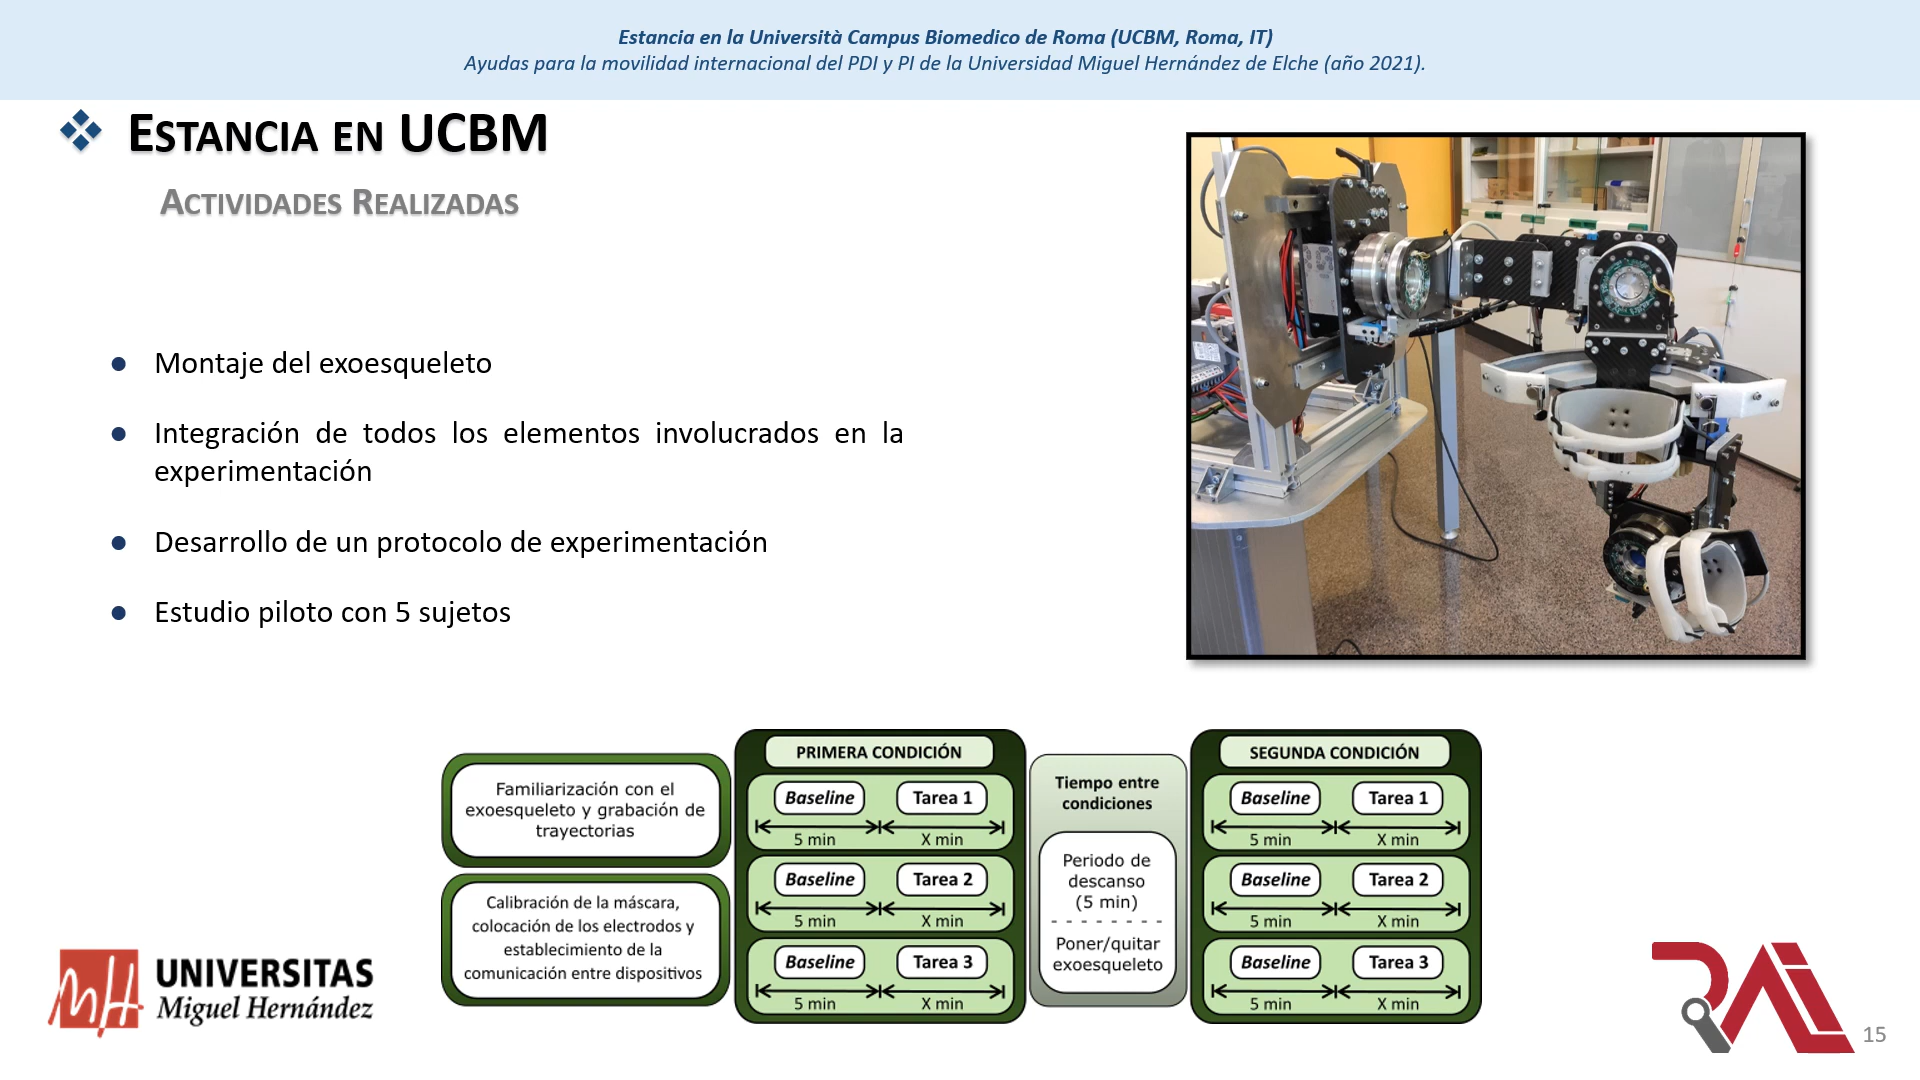 Estancia en la Università Campus Biomedico de Roma (UCBM, Roma, IT)
Ayudas para la movilidad internacional del PDI y PI de la Universidad Miguel Hernández de Elche (año 2021).
ESTANCIA EN UCBM
ACTIVIDADES REALIZADAS
● Montaje del exoesqueleto
● Integración de todos los elementos involucrados en la
experimentación
● Desarrollo de un protocolo de experimentación
● Estudio piloto con 5 sujetos
Familiarización con el
exoesqueleto y grabación de
trayectorias
Calibración de la máscara,
colocación de los electrodos y
establecimiento de la
comunicación entre dispositivos
PRIMERA CONDICIÓN
Baseline Tarea 1
5 min X min
Baseline Tarea 2
5 min X min
Baseline Tarea 3
5 min X min
Tiempo entre
condiciones
Periodo de
descanso
(5 min)
Poner/quitar
exoesqueleto
SEGUNDA CONDICIÓN
Baseline Tarea 1
5 min X min
Baseline Tarea 2
5 min X min
Baseline Tarea 3
5 min X min
UNIVERSITAS
Miguel Hernández
15